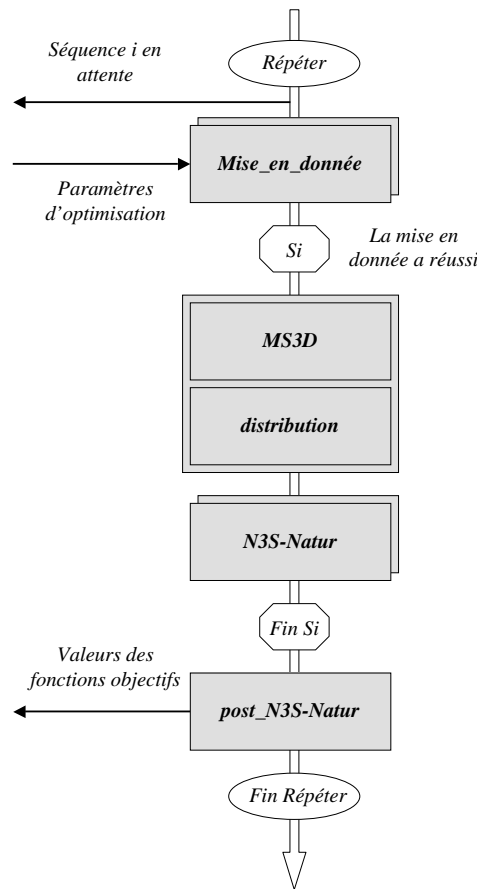 Séquence i en
attente
Répéter
Mise_en_donnée
Paramètres
d'optimisation
Si
La mise en
donnée a réussi
MS3D
distribution
N3S-Natur
Fin Si
Valeurs des
fonctions objectifs
post_N3S-Natur
Fin Répéter